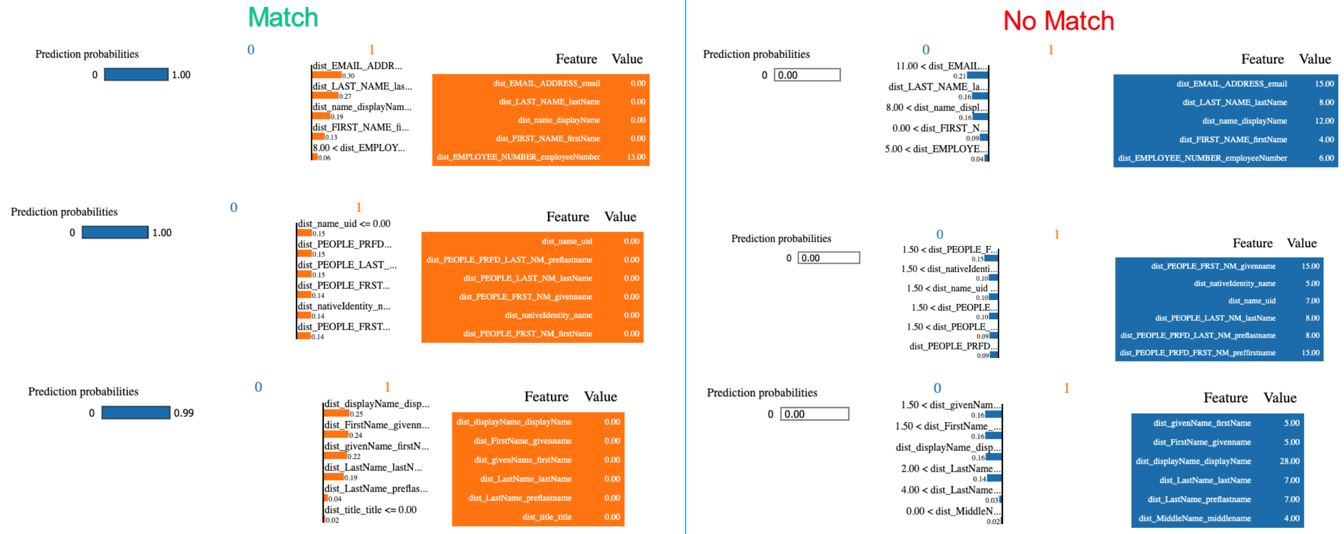 Match
Prediction probabilities
0
1.00
0
1
dist_EMAIL_ADDR...
0.30
dist_LAST_NAME_las...
0.27
dist_name_displayNam...
0.19
dist_FIRST_NAME_fi...
0.13
8.00 < dist_EMPLOY...
0.06
Feature Value
dist_EMAIL_ADDRESS_email 0.00
dist_LAST_NAME_lastName 0.00
dist_name_displayName 0.00
dist_FIRST_NAME_firstName 0.00
dist_EMPLOYEE_NUMBER_employeeNumber 15.00
Prediction probabilities
0
1.00
0
1
dist_name_uid <= 0.00
0.15
dist_PEOPLE_PRFD...
0.15
dist_PEOPLE_LAST_...
0.15
dist_PEOPLE_FRST...
0.14
dist_nativeIdentity_n...
0.14
dist_PEOPLE_FRST...
0.14
Feature Value
dist_name_uid 0.00
dist_PEOPLE_PRFD_LAST_NM_preflastname 0.00
dist_PEOPLE_LAST_NM_lastName 0.00
dist_PEOPLE_FRST_NM_givenname 0.00
dist_nativeIdentity_name 0.00
dist_PEOPLE_FRST_NM_firstName 0.00
Prediction probabilities
0
0.99
0
1
dist_displayName_disp...
0.25
dist_FirstName_givenn...
0.24
dist_givenName_firstN...
0.22
dist_LastName_lastN...
0.19
dist_LastName_preflas...
0.04
dist_title_title <= 0.00
0.02
Feature Value
dist_displayName_displayName 0.00
dist_FirstName_givenname 0.00
dist_givenName_firstName 0.00
dist_LastName_lastName 0.00
dist_LastName_preflastname 0.00
dist_title_title 0.00
No Match
Prediction probabilities
0
0.00
0
1
11.00 < dist_EMAIL...
0.21
dist_LAST_NAME_la...
0.16
8.00 < dist_name_displ...
0.16
0.00 < dist_FIRST_N...
0.09
5.00 < dist_EMPLOYE...
0.04
Feature Value
dist_EMAIL_ADDRESS_email 15.00
dist_LAST_NAME_lastName 8.00
dist_name_displayName 12.00
dist_FIRST_NAME_firstName 4.00
dist_EMPLOYEE_NUMBER_employeeNumber 6.00
Prediction probabilities
0
0.00
0
1
1.50 < dist_PEOPLE_F...
0.15
1.50 < dist_nativeIdenti...
0.10
1.50 < dist_name_uid ...
0.10
1.50 < dist_PEOPLE...
0.10
1.50 < dist_PEOPLE_...
0.09
dist_PEOPLE_PRFD...
0.09
Feature Value
dist_PEOPLE_FRST_NM_givenname 15.00
dist_nativeIdentity_name 5.00
dist_name_uid 7.00
dist_PEOPLE_LAST_NM_lastName 8.00
dist_PEOPLE_PRFD_LAST_NM_preflastname 8.00
dist_PEOPLE_PRFD_FRST_NM_preffirstname 15.00
Prediction probabilities
0
0.00
0
1
1.50 < dist_givenNam...
0.16
1.50 < dist_FirstName_...
0.16
dist_displayName_disp...
0.16
2.00 < dist_LastName...
0.14
4.00 < dist_LastName...
0.03
0.00 < dist_MiddleN...
0.02
Feature Value
dist_givenName_firstName 5.00
dist_FirstName_givenname 5.00
dist_displayName_displayName 28.00
dist_LastName_lastName 7.00
dist_LastName_preflastname 7.00
dist_MiddleName_middlename 4.00